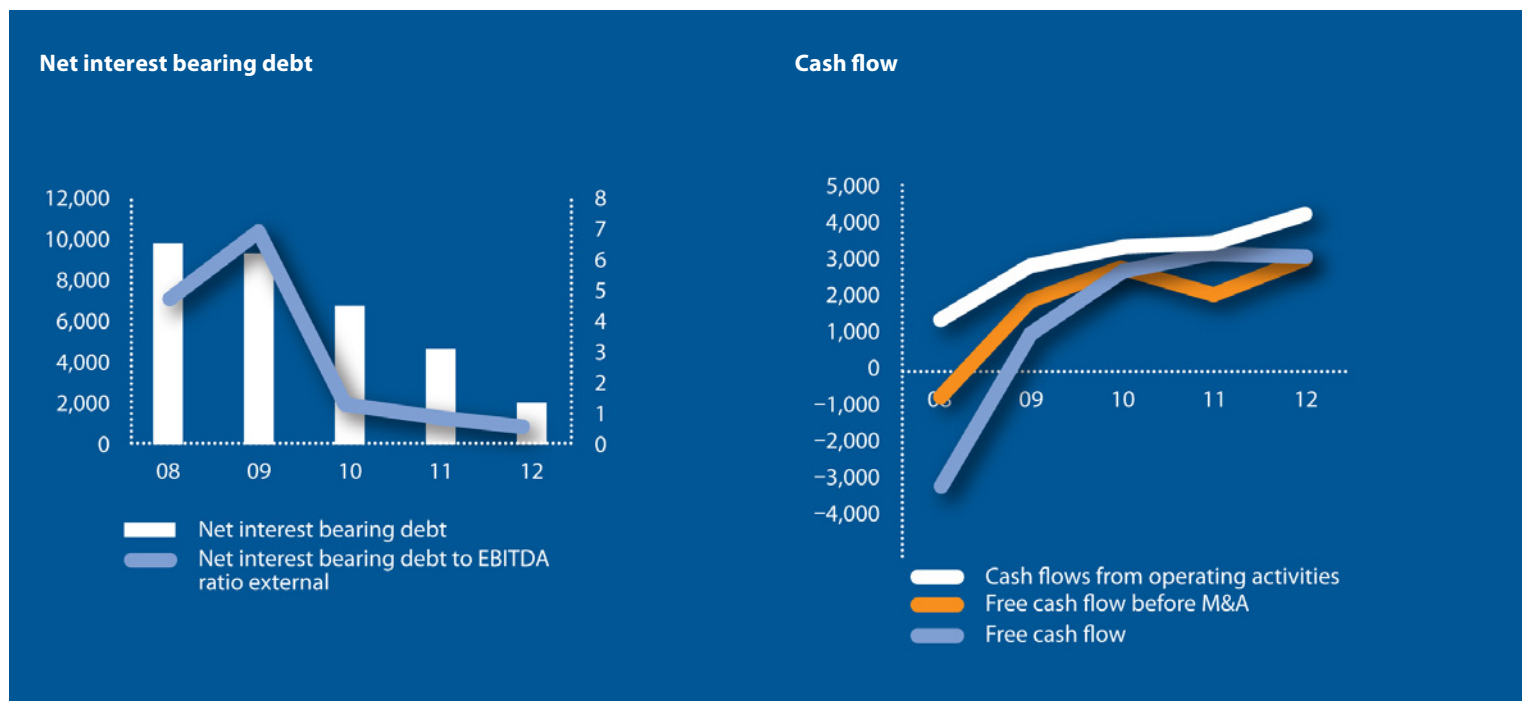 Net interest bearing debt
12,000
10,000
8,000
6,000
4,000
2,000
0
8
7
6
5
4
3
2
1
0
08 09 10 11 12
Net interest bearing debt
Net interest bearing debt to EBITDA
ratio external
Cash flow
5,000
4,000
3,000
2,000
1,000
0
−1,000
−2,000
−3,000
−4,000
08 09 10 11 12
Cash flows from operating activities
Free cash flow before M&A
Free cash flow